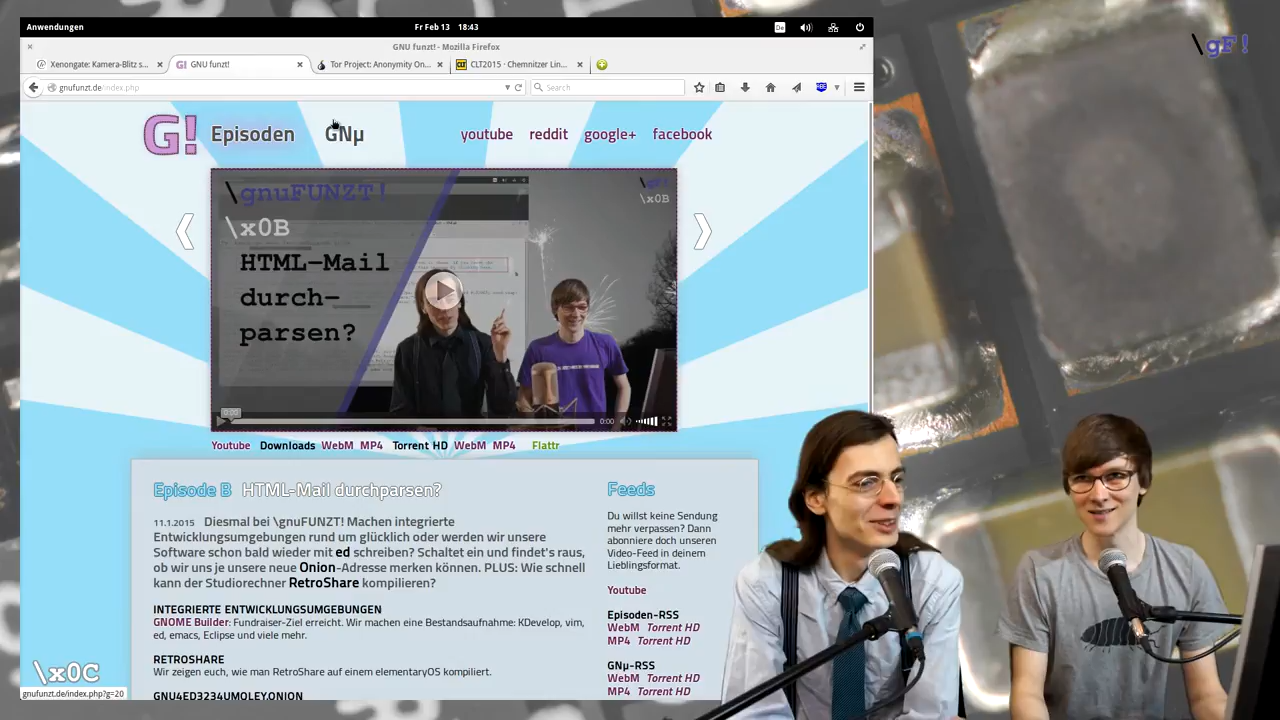 Anwendungen
Fr Feb 13 18:43
De
GNU funzt! - Mozilla Firefox
Xenongate: Kamera-Blitz s...
G! GNU funzt!
Tor Project: Anonymity On...
CLT CLT2015 · Chemnitzer Lin...
gnufunzt.de/index.php
Search
ABP
G! Episoden GNµ youtube reddit google+ facebook
\gnuFUNZT!
\x0B
HTML-Mail
durch-
parsen?
\gF!
\x0B
0:00
0:00
Youtube Downloads WebM MP4 Torrent HD WebM MP4 Flattr
Episode B HTML-Mail durchparsen?
11.1.2015 Diesmal bei \gnuFUNZT! Machen integrierte
Entwicklungsumgebungen rund um glücklich oder werden wir unsere
Software schon bald wieder mit ed schreiben? Schaltet ein und findet's raus,
ob wir uns je unsere neue Onion-Adresse merken können. PLUS: Wie schnell
kann der Studiorechner RetroShare kompilieren?
INTEGRIERTE ENTWICKLUNGSUMGEBUNGEN
GNOME Builder: Fundraiser-Ziel erreicht. Wir machen eine Bestandsaufnahme: KDevelop, vim,
ed, emacs, Eclipse und viele mehr.
RETROSHARE
Wir zeigen euch, wie man RetroShare auf einem elementaryOS kompiliert.
GNU4ED3234UMOLEY.ONION
Feeds
Du willst keine Sendung
mehr verpassen? Dann
abonniere doch unseren
Video-Feed in deinem
Lieblingsformat.
Youtube
Episoden-RSS
WebM Torrent HD
MP4 Torrent HD
GNµ-RSS
WebM Torrent HD
MP4 Torrent HD
\x0C
gnufunzt.de/index.php?g=20
\gF!